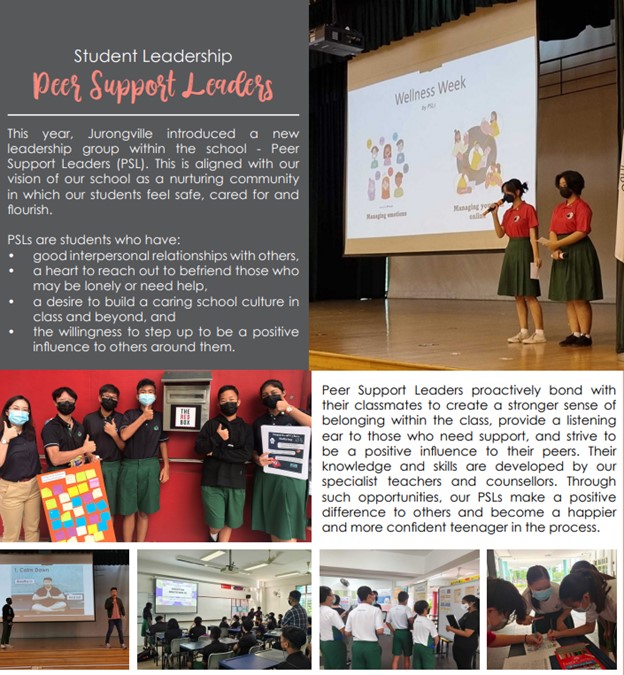 Student Leadership
Peer Support Leaders
This year, Jurongville introduced a new
leadership group within the school - Peer
Support Leaders (PSL). This is aligned with our
vision of our school as a nurturing community
in which our students feel safe, cared for and
flourish.
PSLs are students who have:
• good interpersonal relationships with others,
• a heart to reach out to befriend those who
may be lonely or need help,
• a desire to build a caring school culture in
class and beyond, and
• the willingness to step up to be a positive
influence to others around them.
Wellness Week
by PSLs
Managing emotions
Managing
THE
RED
BOX
Peer Support Leaders proactively bond with
their classmates to create a stronger sense of
belonging within the class, provide a listening
ear to those who need support, and strive to
be a positive influence to their peers. Their
knowledge and skills are developed by our
specialist teachers and counsellors. Through
such opportunities, our PSLs make a positive
difference to others and become a happier
and more confident teenager in the process.
1. Calm Down